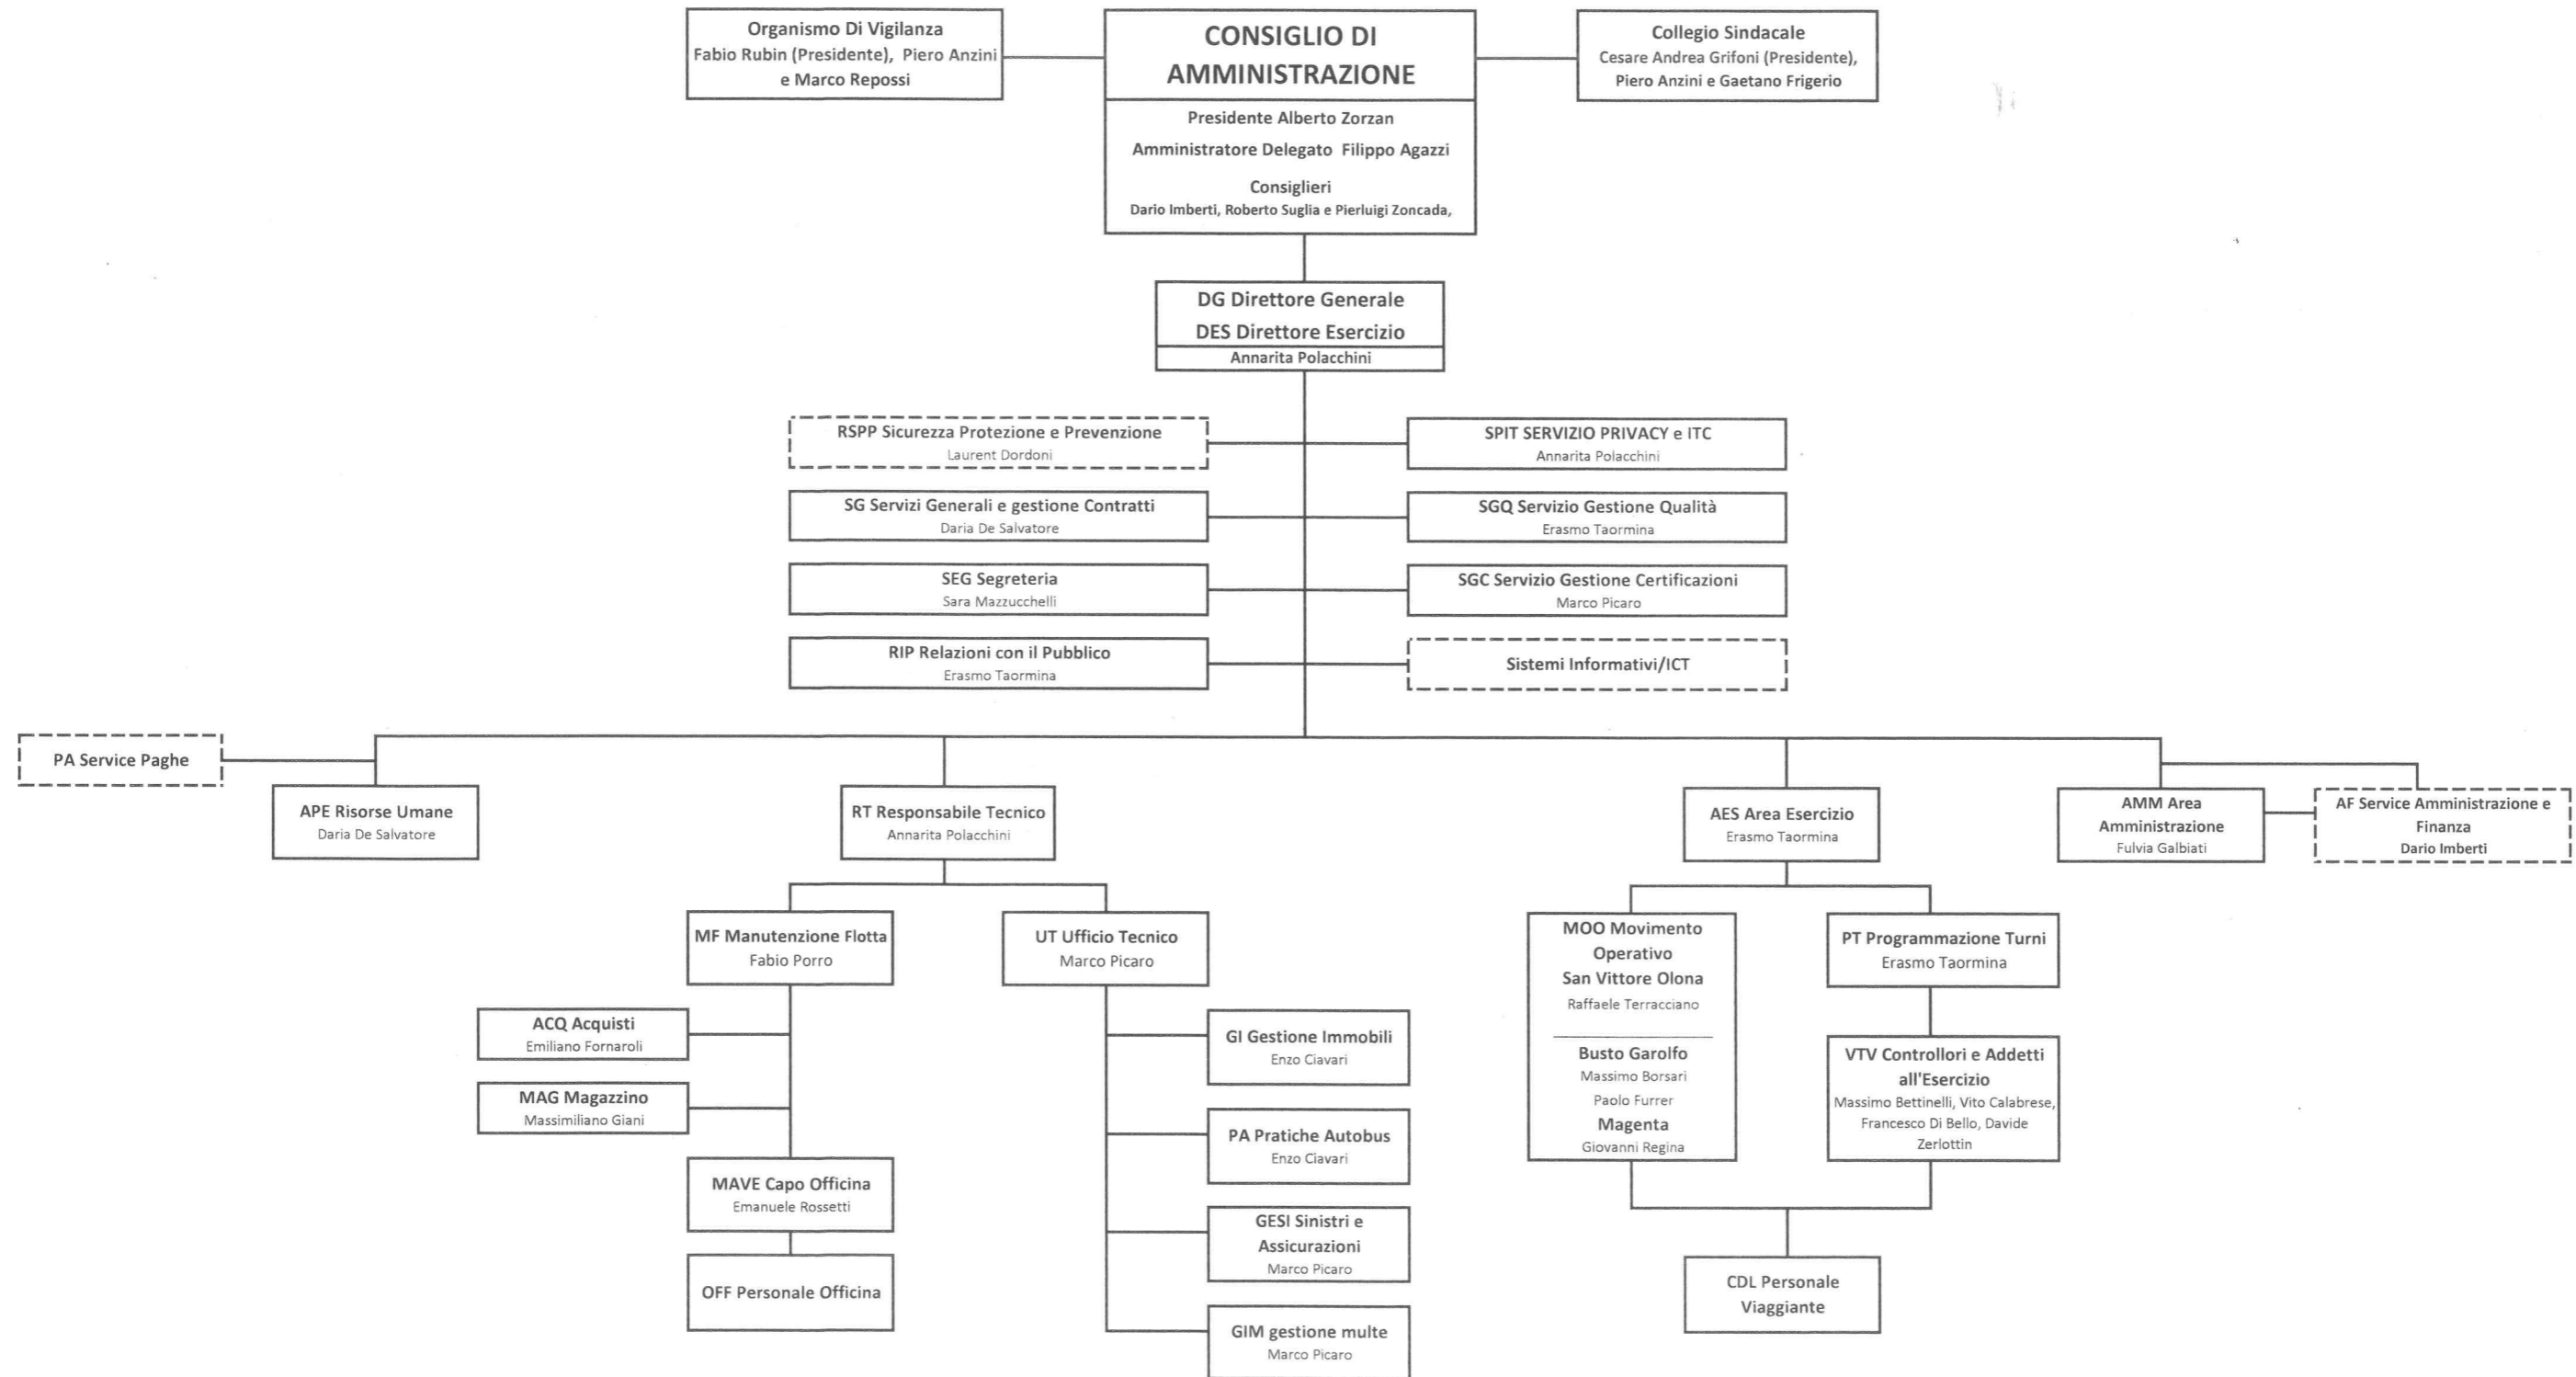 Organismo Di Vigilanza
Fabio Rubin (Presidente), Piero Anzini
e Marco Repossi
CONSIGLIO DI
AMMINISTRAZIONE
Presidente Alberto Zorzan
Amministratore Delegato Filippo Agazzi
Consiglieri
Dario Imberti, Roberto Suglia e Pierluigi Zoncada,
Collegio Sindacale
Cesare Andrea Grifoni (Presidente),
Piero Anzini e Gaetano Frigerio
DG Direttore Generale
DES Direttore Esercizio
Annarita Polacchini
RSPP Sicurezza Protezione e Prevenzione
Laurent Dordoni
SPIT SERVIZIO PRIVACY e ITC
Annarita Polacchini
SG Servizi Generali e gestione Contratti
Daria De Salvatore
SGQ Servizio Gestione Qualità
Erasmo Taormina
SEG Segreteria
Sara Mazzucchelli
SGC Servizio Gestione Certificazioni
Marco Picaro
RIP Relazioni con il Pubblico
Erasmo Taormina
Sistemi Informativi/ICT
PA Service Paghe
APE Risorse Umane
Daria De Salvatore
RT Responsabile Tecnico
Annarita Polacchini
AES Area Esercizio
Erasmo Taormina
AMM Area
Amministrazione
Fulvia Galbiati
AF Service Amministrazione e
Finanza
Dario Imberti
MF Manutenzione Flotta
Fabio Porro
UT Ufficio Tecnico
Marco Picaro
MOO Movimento
Operativo
San Vittore Olona
Raffaele Terracciano
Busto Garolfo
Massimo Borsari
Paolo Furrer
Magenta
Giovanni Regina
PT Programmazione Turni
Erasmo Taormina
ACQ Acquisti
Emiliano Fornaroli
GI Gestione Immobili
Enzo Ciavari
VTV Controllori e Addetti
all'Esercizio
Massimo Bettinelli, Vito Calabrese,
Francesco Di Bello, Davide
Zerlottin
MAG Magazzino
Massimiliano Giani
PA Pratiche Autobus
Enzo Ciavari
MAVE Capo Officina
Emanuele Rossetti
GESI Sinistri e
Assicurazioni
Marco Picaro
OFF Personale Officina
CDL Personale
Viaggiante
GIM gestione multe
Marco Picaro